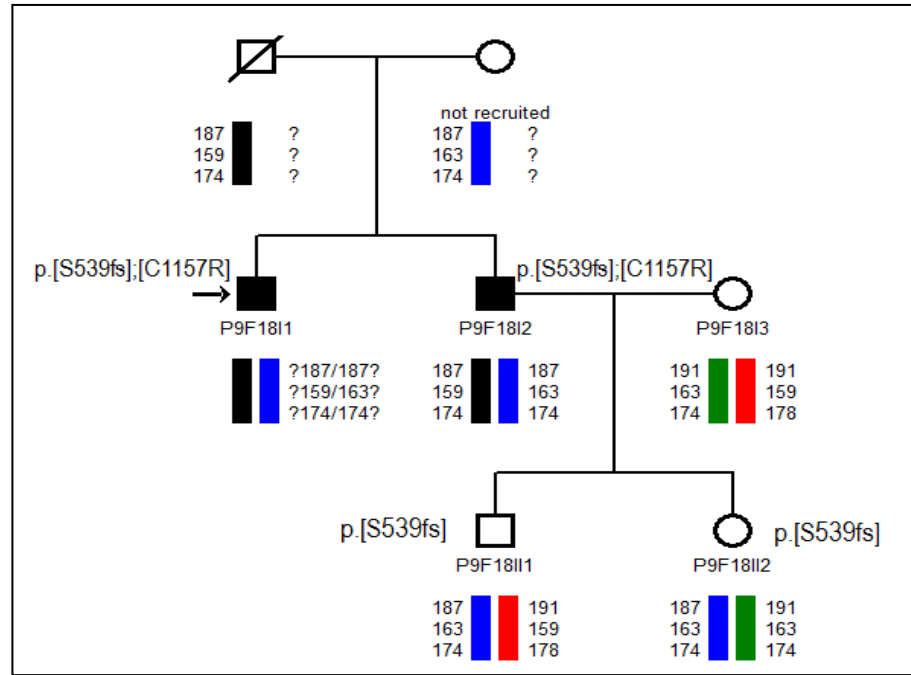 not recruited
187 ? 187 ?
159 ? 163 ?
174 ? 174 ?
p.[S539fs];[C1157R] p.[S539fs];[C1157R]
P9F18I1 P9F18I2 P9F18I3
?187/187? 187 187 191 191
?159/163? 159 163 163 159
?174/174? 174 174 174 178
p.[S539fs] p.[S539fs]
P9F18II1 P9F18II2
187 191 187 191
163 159 163 163
174 178 174 174